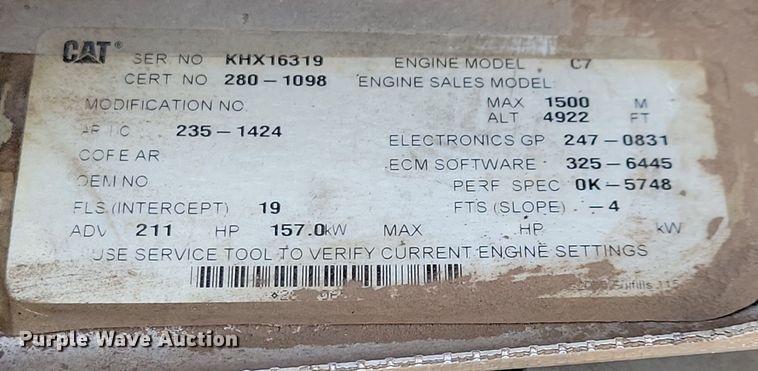 CAT® SER NO KHX16319 ENGINE MODEL C7
CERT NO 280-1098 ENGINE SALES MODEL
MODIFICATION NO. MAX 1500 M
ALT 4922 FT
235-1424
ELECTRONICS GP 247-0831
ECM SOFTWARE 325-6445
OEM NO PERF SPEC 0K-5748
FLS (INTERCEPT) 19 FTS (SLOPE) -4
ADV 211 HP 157.0 kW MAX HP kW
USE SERVICE TOOL TO VERIFY CURRENT ENGINE SETTINGS
Purple Wave Auction